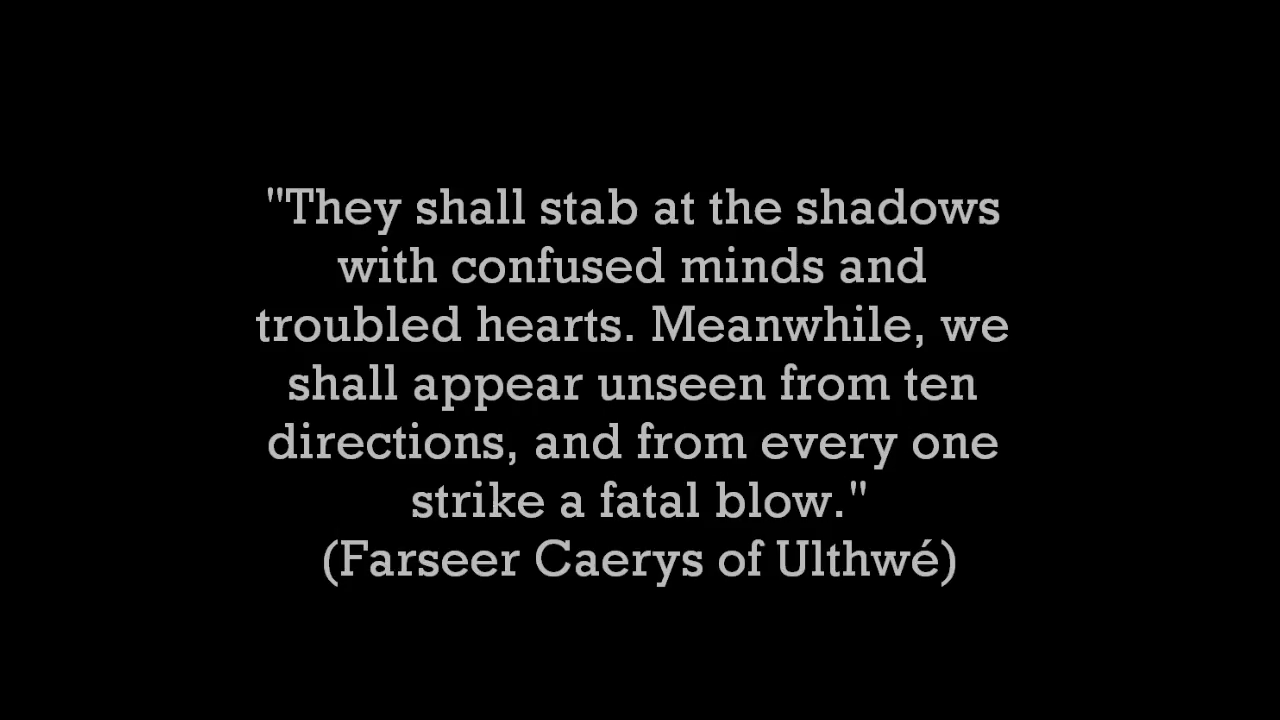 "They shall stab at the shadows
with confused minds and
troubled hearts. Meanwhile, we
shall appear unseen from ten
directions, and from every one
strike a fatal blow."
(Farseer Caerys of Ulthwé)